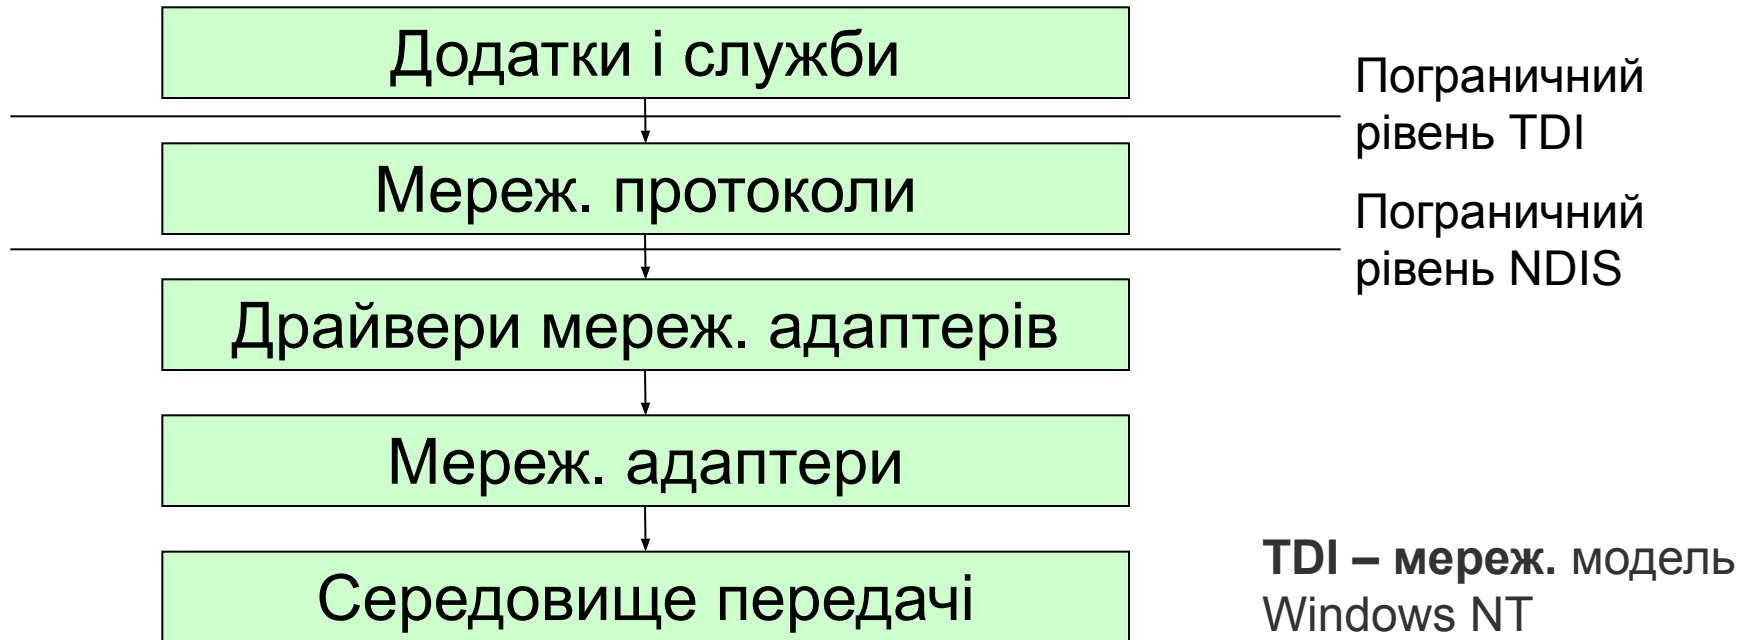 Додатки і служби
Пограничний
рівень TDI
Мереж. протоколи
Пограничний
рівень NDIS
Драйвери мереж. адаптерів
Мереж. адаптери
Середовище передачі
TDI – мереж. модель
Windows NT